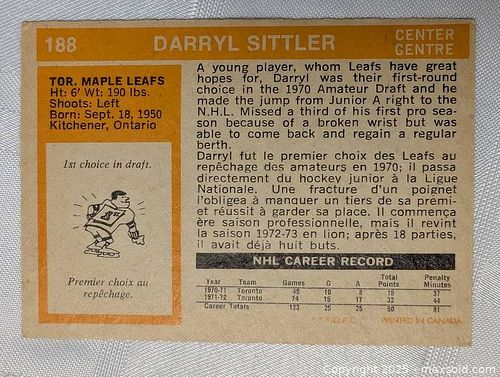 188
DARRYL SITTLER
CENTER
CENTRE
TOR. MAPLE LEAFS
Ht: 6' Wt: 190 lbs.
Shoots: Left
Born: Sept. 18, 1950
Kitchener, Ontario
1st choice in draft.
Premier choix au
repêchage.
A young player, whom Leafs have great
hopes for, Darryl was their first-round
choice in the 1970 Amateur Draft and he
made the jump from Junior A right to the
N.H.L. Missed a third of his first pro sea-
son because of a broken wrist but was
able to come back and regain a regular
berth.
Darryl fut le premier choix des Leafs au
repêchage des amateurs en 1970; il passa
directement du hockey junior à la Ligue
Nationale. Une fracture d'un poignet
l'obligea à manquer un tiers de sa premi-
et réussit à garder sa place. Il commença
ère saison professionnelle, mais il revint
la saison 1972-73 en lion; après 18 parties,
il avait déjà huit buts.
NHL CAREER RECORD
Year Team Games G A Total Points Penalty Minutes
1970-71 Toronto 49 10 8 18 37
1971-72 Toronto 74 15 17 32 44
Career Totals 123 25 25 50 81
O.P.C. PRINTED IN CANADA
Copyright 2025 - maxsold.com